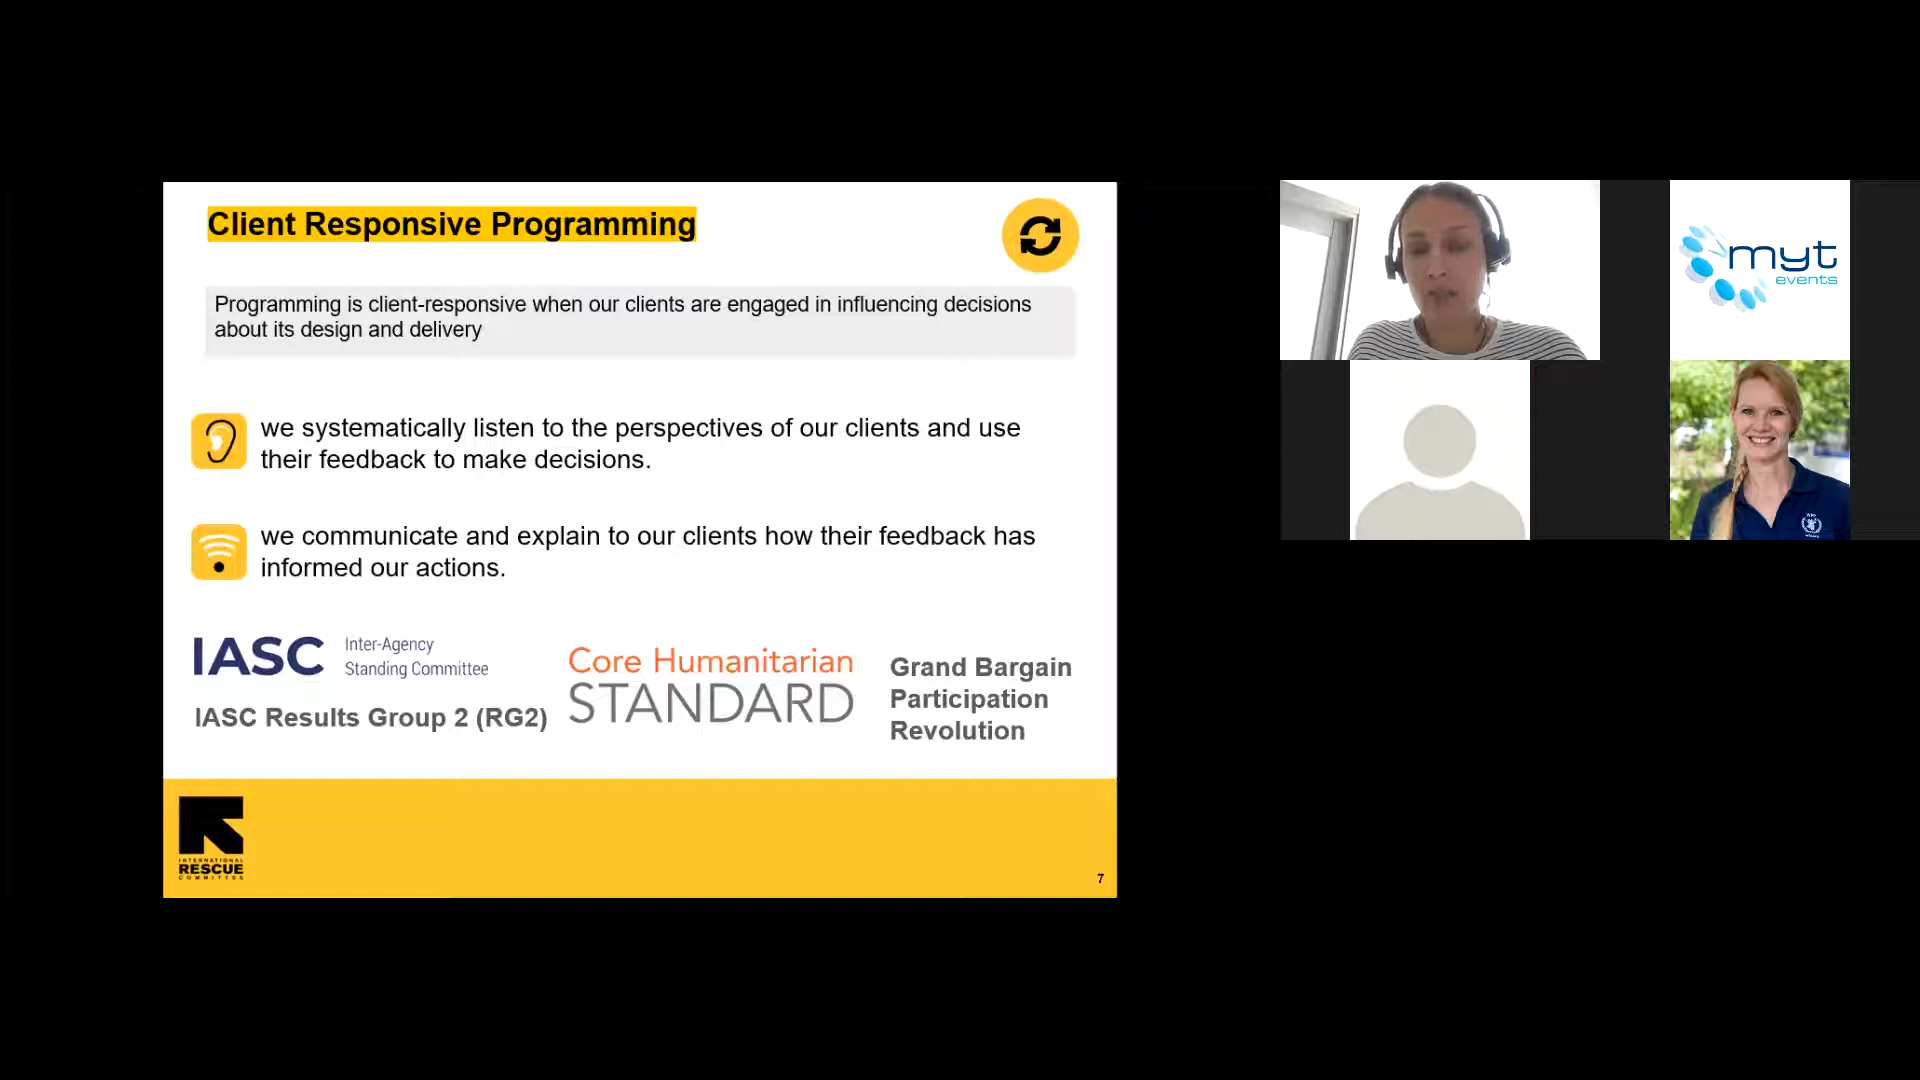 Client Responsive Programming
Programming is client-responsive when our clients are engaged in influencing decisions
about its design and delivery
we systematically listen to the perspectives of our clients and use
their feedback to make decisions.
we communicate and explain to our clients how their feedback has
informed our actions.
IASC
Inter-Agency
Standing Committee
IASC Results Group 2 (RG2)
Core Humanitarian
STANDARD
Grand Bargain
Participation
Revolution
INTERNATIONAL
RESCUE
COMMITTEE
7
myt
events